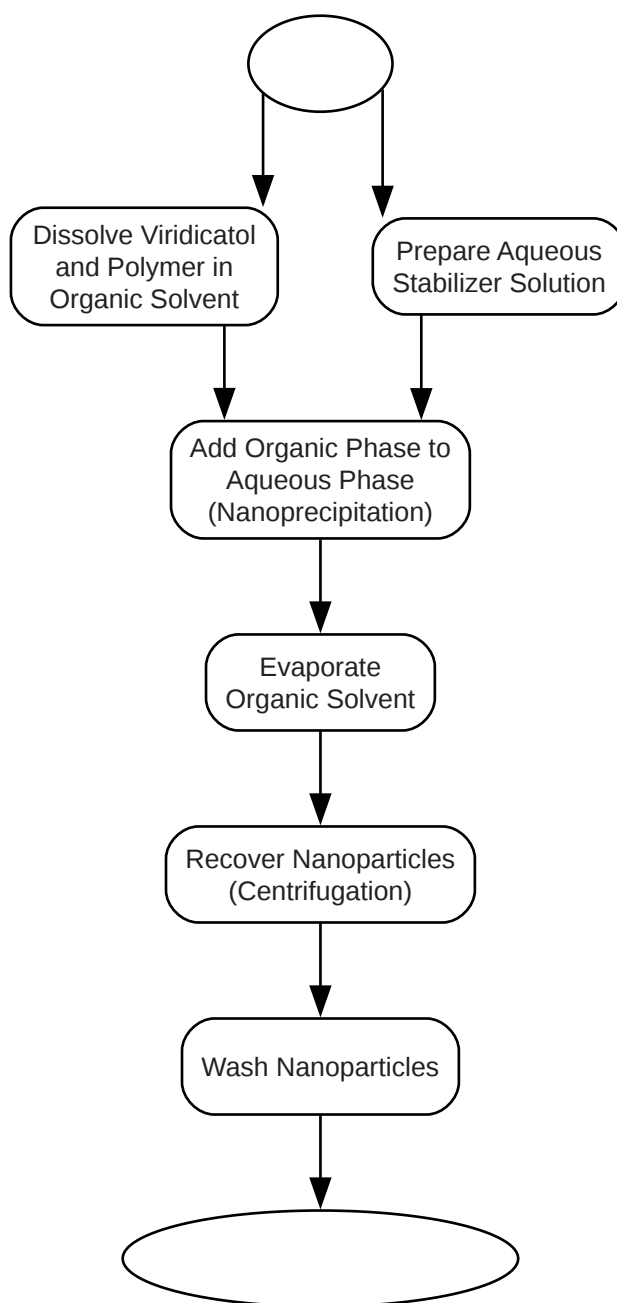 Dissolve Viridicatol
and Polymer in
Organic Solvent
Prepare Aqueous
Stabilizer Solution
Add Organic Phase to
Aqueous Phase
(Nanoprecipitation)
Evaporate
Organic Solvent
Recover Nanoparticles
(Centrifugation)
Wash Nanoparticles